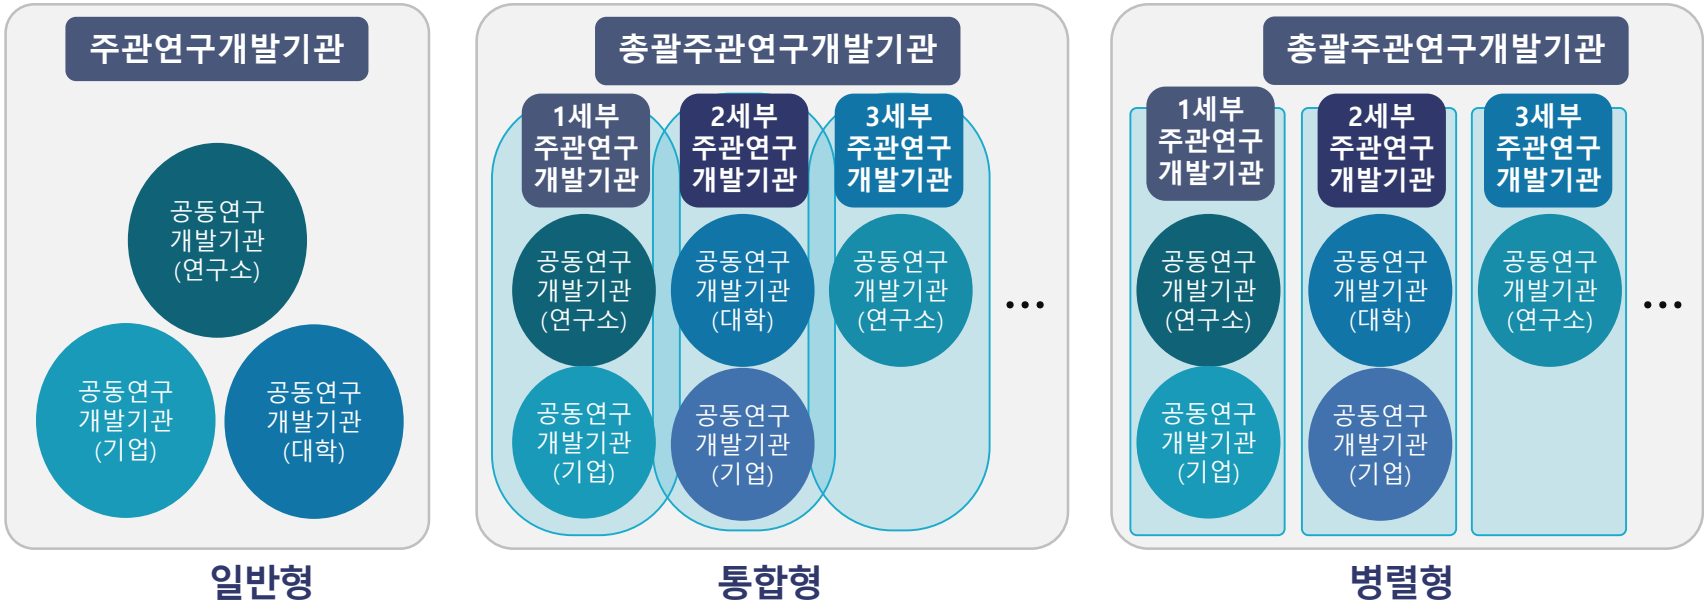 주관연구개발기관
공동연구
개발기관
(연구소)
공동연구
개발기관
(기업)
공동연구
개발기관
(대학)
일반형
총괄주관연구개발기관
1세부
주관연구
개발기관
2세부
주관연구
개발기관
3세부
주관연구
개발기관
공동연구
개발기관
(연구소)
공동연구
개발기관
(대학)
공동연구
개발기관
(연구소)
...
공동연구
개발기관
(기업)
공동연구
개발기관
(기업)
통합형
총괄주관연구개발기관
1세부
주관연구
개발기관
2세부
주관연구
개발기관
3세부
주관연구
개발기관
공동연구
개발기관
(연구소)
공동연구
개발기관
(대학)
공동연구
개발기관
(연구소)
...
공동연구
개발기관
(기업)
공동연구
개발기관
(기업)
병렬형